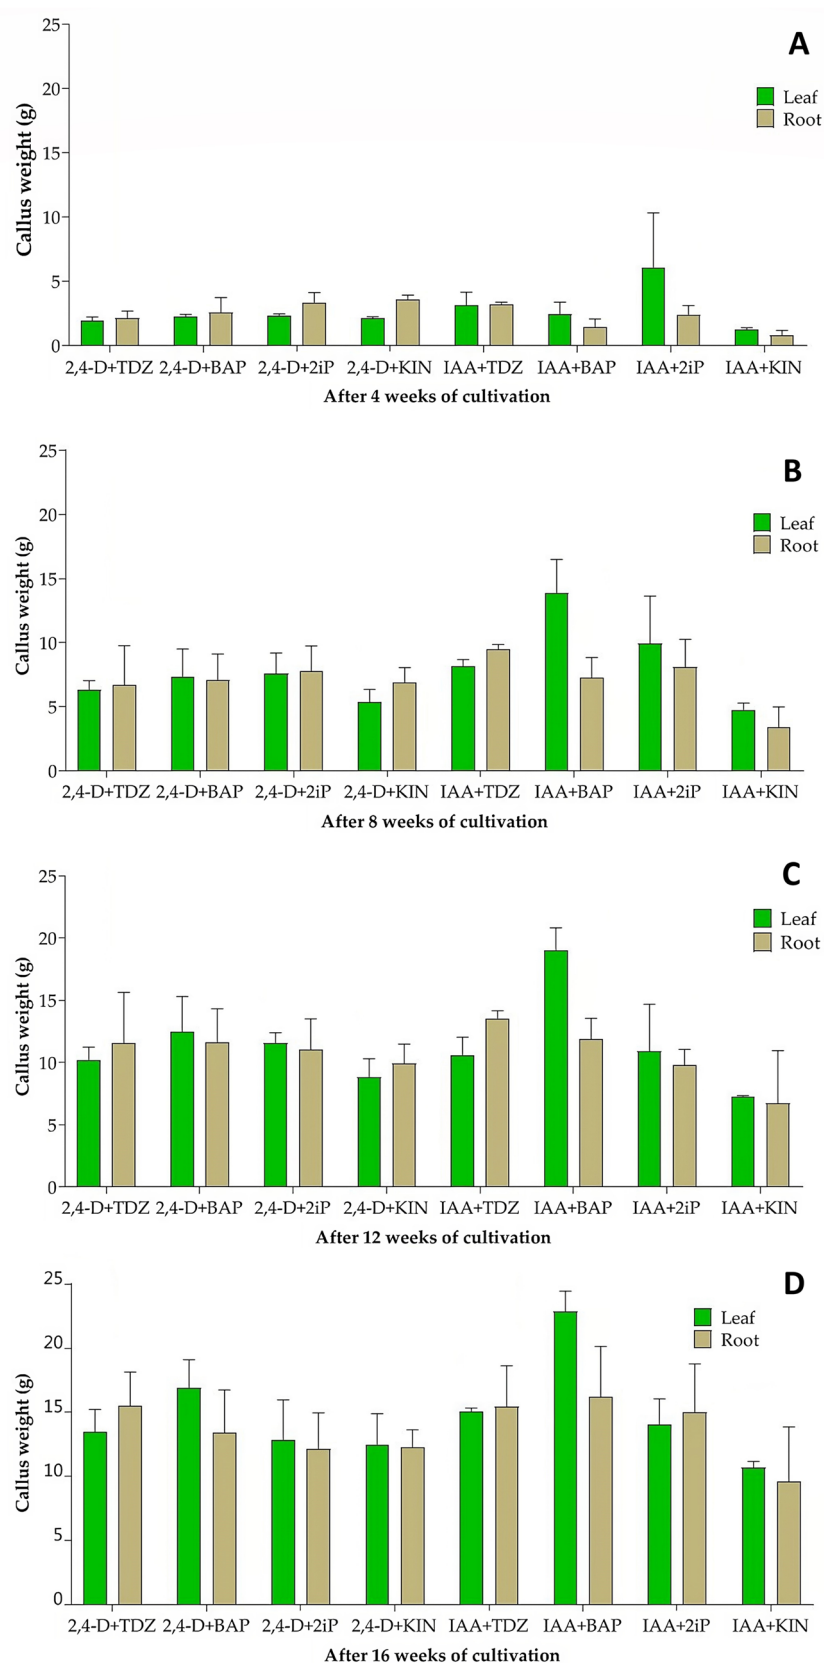 A
25
20
15
10
5
0
Callus weight (g)
Leaf
Root
2,4-D+TDZ 2,4-D+BAP 2,4-D+2iP 2,4-D+KIN IAA+TDZ IAA+BAP IAA+2iP IAA+KIN
After 4 weeks of cultivation
B
25
20
15
10
5
0
Callus weight (g)
Leaf
Root
2,4-D+TDZ 2,4-D+BAP 2,4-D+2iP 2,4-D+KIN IAA+TDZ IAA+BAP IAA+2iP IAA+KIN
After 8 weeks of cultivation
C
25
20
15
10
5
0
Callus weight (g)
Leaf
Root
2,4-D+TDZ 2,4-D+BAP 2,4-D+2iP 2,4-D+KIN IAA+TDZ IAA+BAP IAA+2iP IAA+KIN
After 12 weeks of cultivation
D
25
20
15
10
5
0
Callus weight (g)
Leaf
Root
2,4-D+TDZ 2,4-D+BAP 2,4-D+2iP 2,4-D+KIN IAA+TDZ IAA+BAP IAA+2iP IAA+KIN
After 16 weeks of cultivation